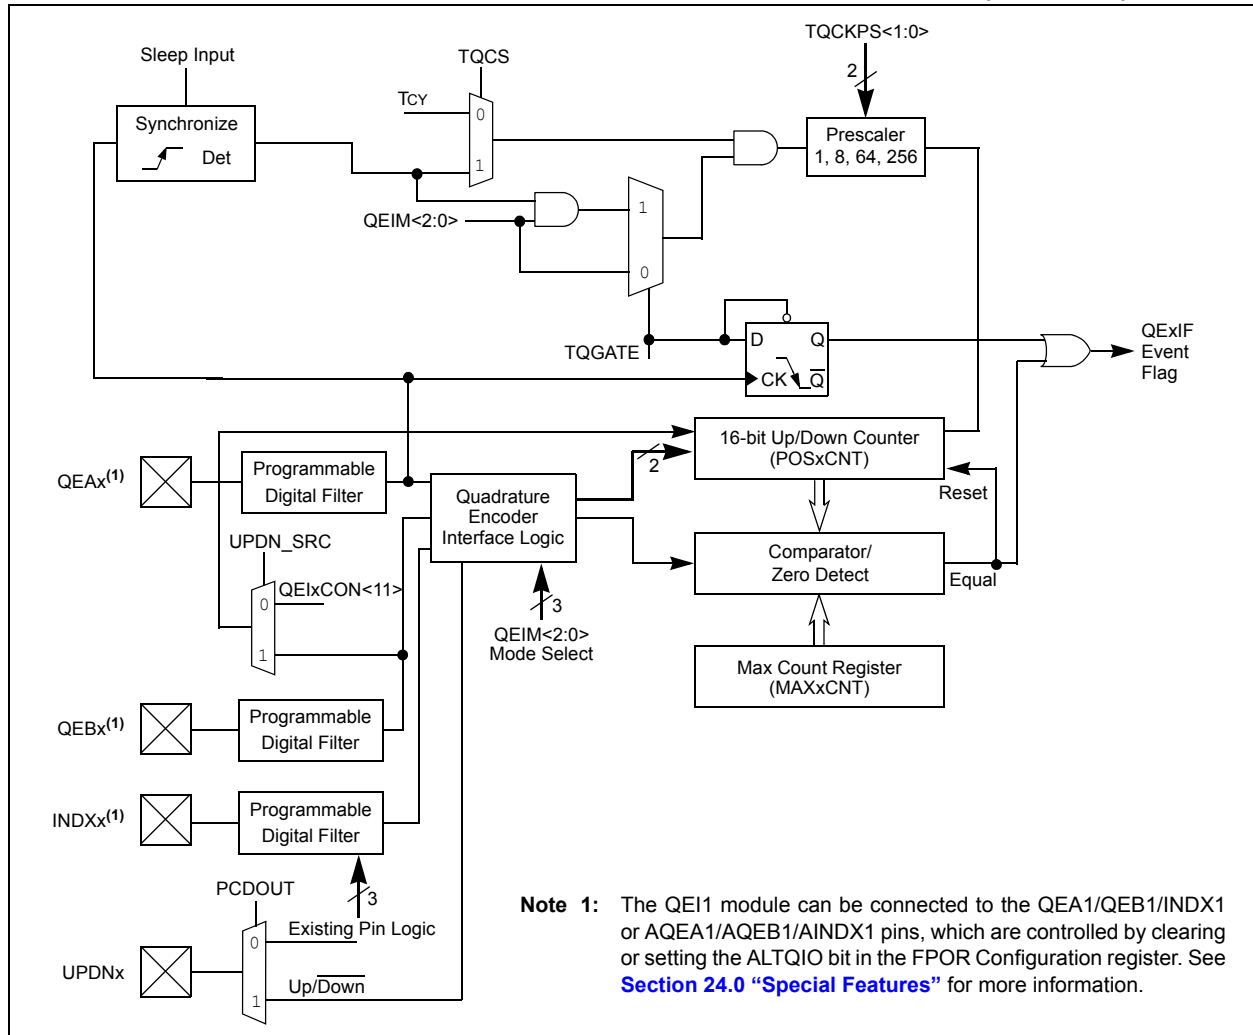 TQCKPS<1:0>
Sleep Input
TQCS
2
TCY
0
1
Synchronize
Det
Prescaler
1, 8, 64, 256
QEIM<2:0>
1
0
TQGATE
D
Q
CK
Q
QExIF
Event
Flag
16-bit Up/Down Counter
(POSxCNT)
2
Reset
QEAx(1)
Programmable
Digital Filter
Quadrature
Encoder
Interface Logic
Comparator/
Zero Detect
Equal
UPDN_SRC
QEIxCON<11>
0
1
3
QEIM<2:0>
Mode Select
Max Count Register
(MAXxCNT)
QEBx(1)
Programmable
Digital Filter
INDXx(1)
Programmable
Digital Filter
3
PCDOUT
Existing Pin Logic
0
UPDNx
Up/Down
1
Note 1: The QEI1 module can be connected to the QEA1/QEB1/INDX1
or AQEA1/AQEB1/AINDX1 pins, which are controlled by clearing
or setting the ALTQIO bit in the FPOR Configuration register. See
Section 24.0 “Special Features” for more information.